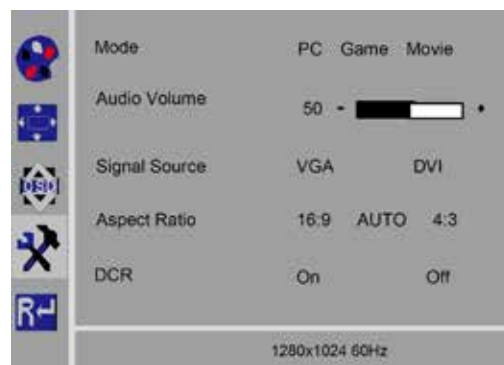 Mode PC Game Movie
Audio Volume 50 - +
Signal Source VGA DVI
OSD
Aspect Ratio 16:9 AUTO 4:3
DCR On Off
R
1280x1024 60Hz